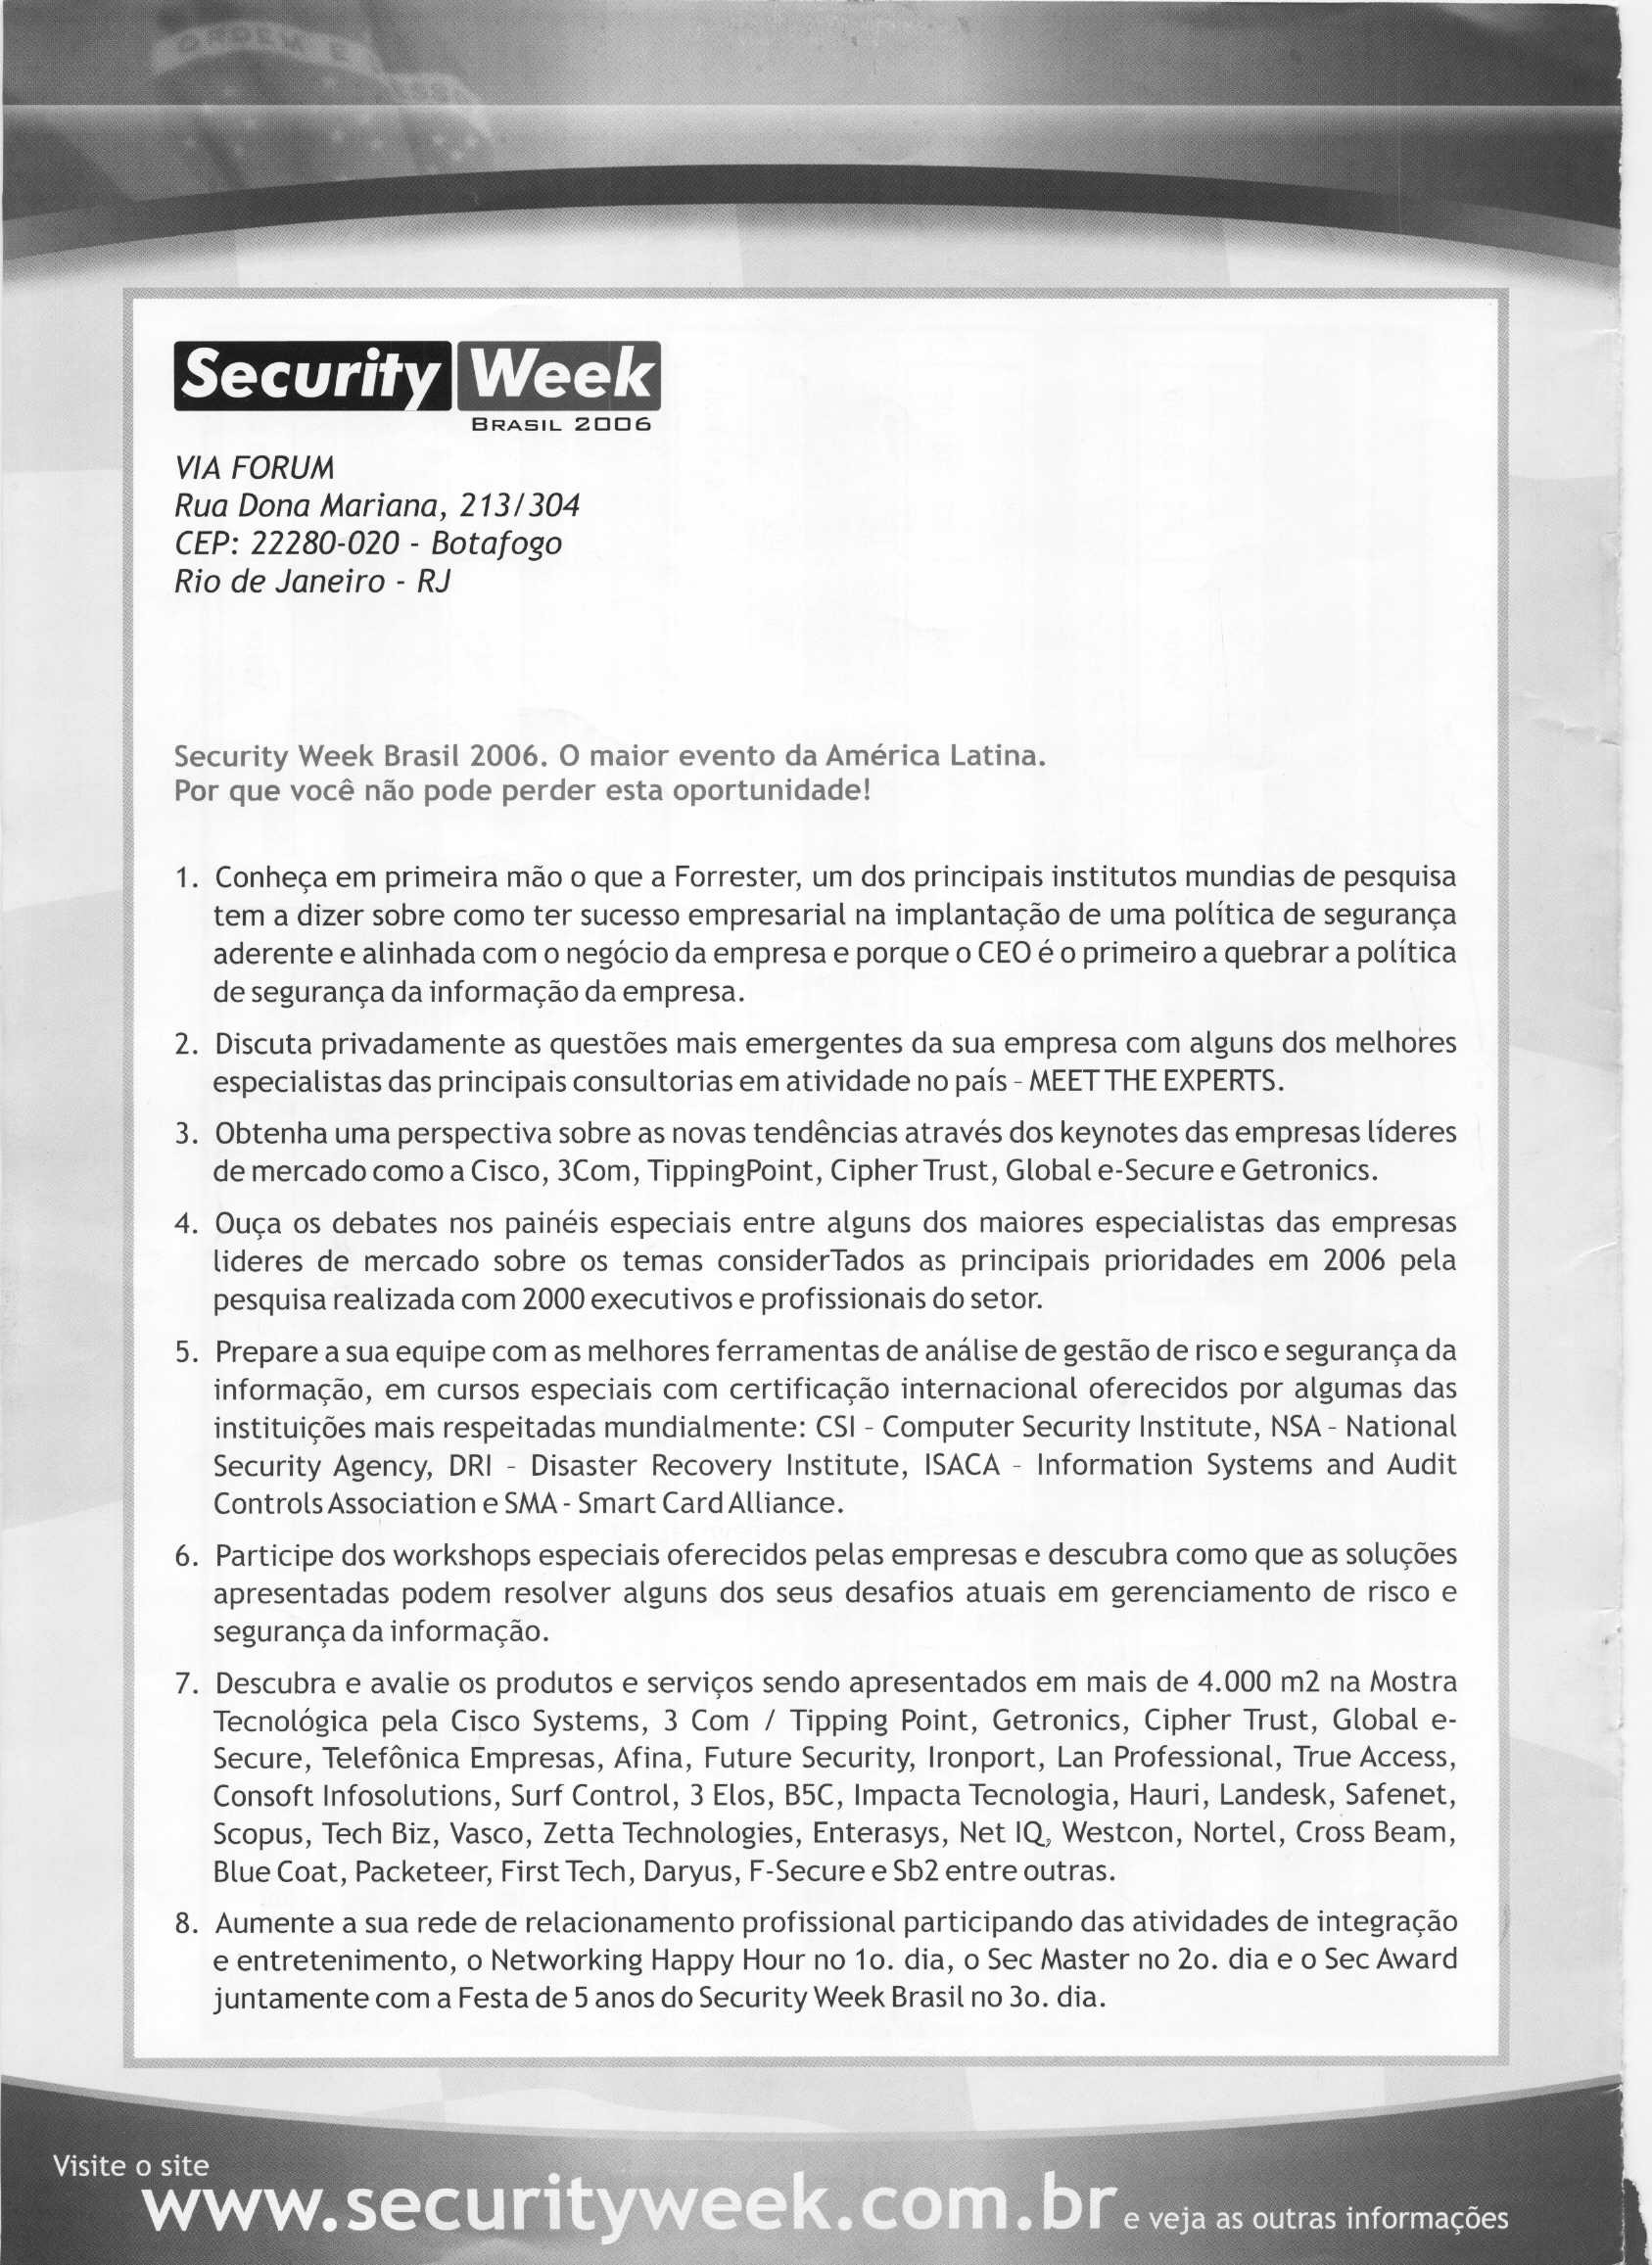 ORDEM E
Security Week
BRASIL 2006
VIA FORUM
Rua Dona Mariana, 213/304
CEP: 22280-020 - Botafogo
Rio de Janeiro - RJ
Security Week Brasil 2006. O maior evento da América Latina.
Por que você não pode perder esta oportunidade!
1. Conheça em primeira mão o que a Forrester, um dos principais institutos mundias de pesquisa
tem a dizer sobre como ter sucesso empresarial na implantação de uma política de segurança
aderente e alinhada com o negócio da empresa e porque o CEO é o primeiro a quebrar a política
de segurança da informação da empresa.
2. Discuta privadamente as questões mais emergentes da sua empresa com alguns dos melhores
especialistas das principais consultorias em atividade no país - MEET THE EXPERTS.
3. Obtenha uma perspectiva sobre as novas tendências através dos keynotes das empresas líderes
de mercado como a Cisco, 3Com, TippingPoint, Cipher Trust, Global e-Secure e Getronics.
4. Ouça os debates nos painéis especiais entre alguns dos maiores especialistas das empresas
lideres de mercado sobre os temas considerTados as principais prioridades em 2006 pela
pesquisa realizada com 2000 executivos e profissionais do setor.
5. Prepare a sua equipe com as melhores ferramentas de análise de gestão de risco e segurança da
informação, em cursos especiais com certificação internacional oferecidos por algumas das
instituições mais respeitadas mundialmente: CSI - Computer Security Institute, NSA - National
Security Agency, DRI - Disaster Recovery Institute, ISACA - Information Systems and Audit
Controls Association e SMA - Smart Card Alliance.
6. Participe dos workshops especiais oferecidos pelas empresas e descubra como que as soluções
apresentadas podem resolver alguns dos seus desafios atuais em gerenciamento de risco e
segurança da informação.
7. Descubra e avalie os produtos e serviços sendo apresentados em mais de 4.000 m2 na Mostra
Tecnológica pela Cisco Systems, 3 Com / Tipping Point, Getronics, Cipher Trust, Global e-
Secure, Telefônica Empresas, Afina, Future Security, Ironport, Lan Professional, True Access,
Consoft Infosolutions, Surf Control, 3 Elos, B5C, Impacta Tecnologia, Hauri, Landesk, Safenet,
Scopus, Tech Biz, Vasco, Zetta Technologies, Enterasys, Net IQ, Westcon, Nortel, Cross Beam,
Blue Coat, Packeteer, First Tech, Daryus, F-Secure e Sb2 entre outras.
8. Aumente a sua rede de relacionamento profissional participando das atividades de integração
e entretenimento, o Networking Happy Hour no 1o. dia, o Sec Master no 2o. dia e o Sec Award
juntamente com a Festa de 5 anos do Security Week Brasil no 3o. dia.
Visite o site
www.securityweek.com.br e veja as outras informações